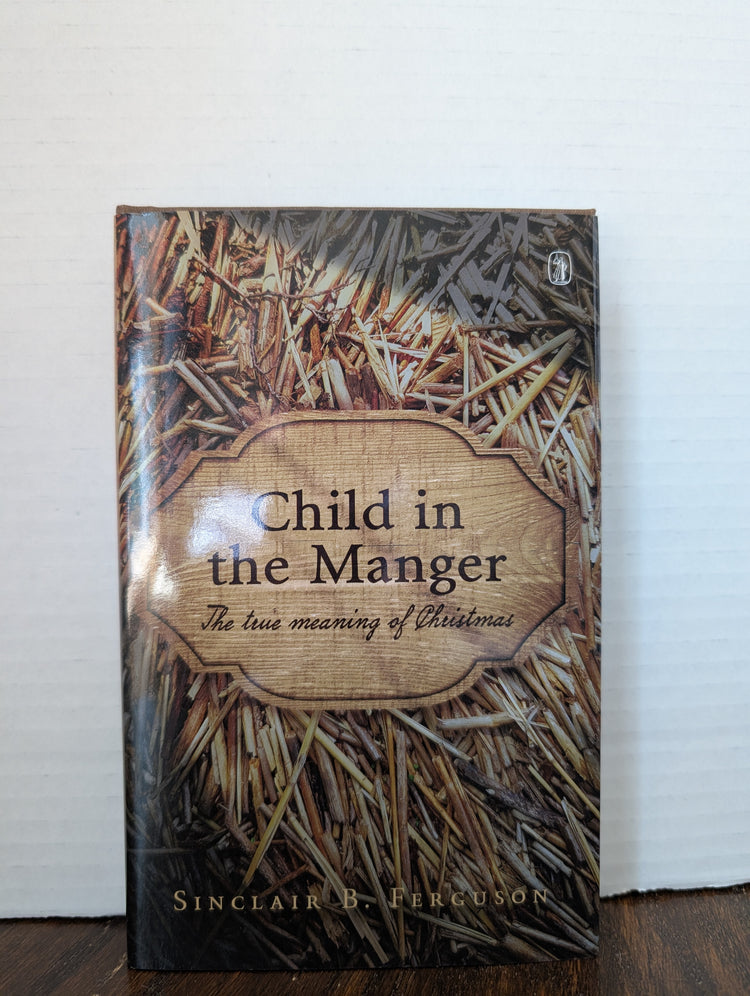 Child in
the Manger
The true meaning of Christmas
SINCLAIR B. FERGUSON